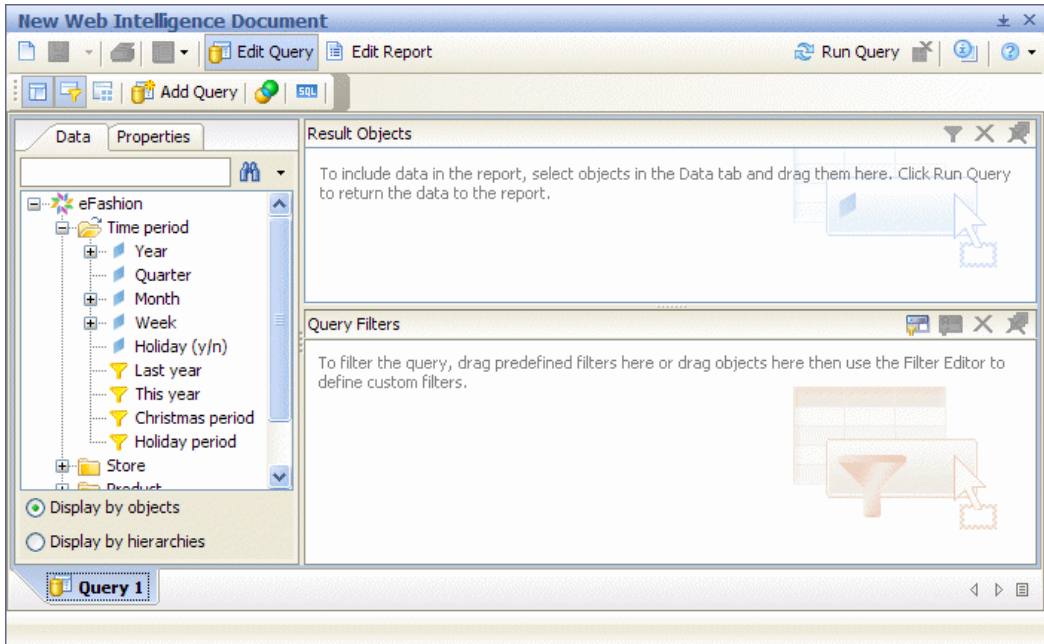 New Web Intelligence Document
Edit Query Edit Report Run Query
Add Query SQL
Data Properties
Result Objects
To include data in the report, select objects in the Data tab and drag them here. Click Run Query
to return the data to the report.
eFashion
Time period
Year
Quarter
Month
Week
Holiday (y/n)
Last year
This year
Christmas period
Holiday period
Store
Product
Display by objects
Display by hierarchies
Query Filters
To filter the query, drag predefined filters here or drag objects here then use the Filter Editor to
define custom filters.
Query 1